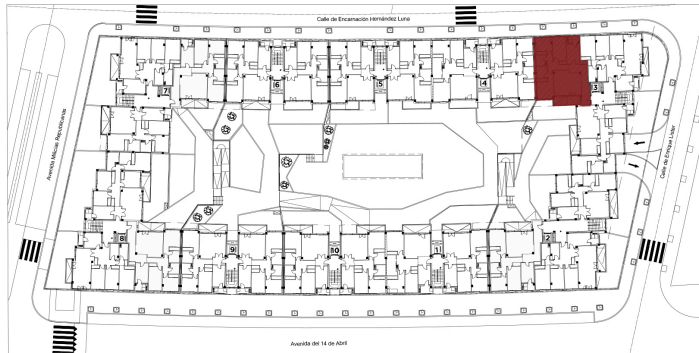 Calle de Encarnación Hernández Luna
7
6
5
4
3
Avenida Milicias Republicanas
Calle de Enrique Líster
8
9
10
1
2
Avenida del 14 de Abril